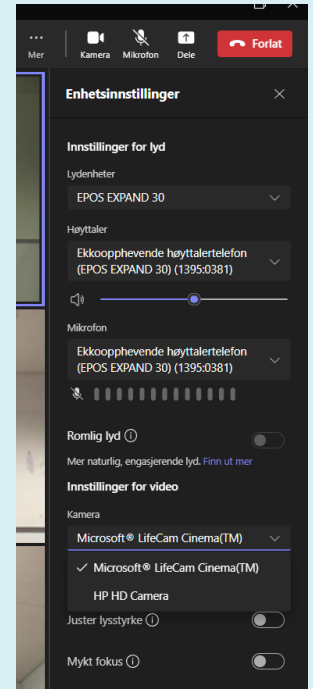 Mer
Kamera
Mikrofon
Dele
Forlat
Enhetsinnstillinger
Innstillinger for lyd
Lydenheter
EPOS EXPAND 30
Høyttaler
Ekkoopphevende høyttalertelefon
(EPOS EXPAND 30) (1395:0381)
Mikrofon
Ekkoopphevende høyttalertelefon
(EPOS EXPAND 30) (1395:0381)
Romlig lyd
Mer naturlig, engasjerende lyd. Finn ut mer
Innstillinger for video
Kamera
Microsoft® LifeCam Cinema(TM)
Microsoft® LifeCam Cinema(TM)
HP HD Camera
Juster lysstyrke
Mykt fokus